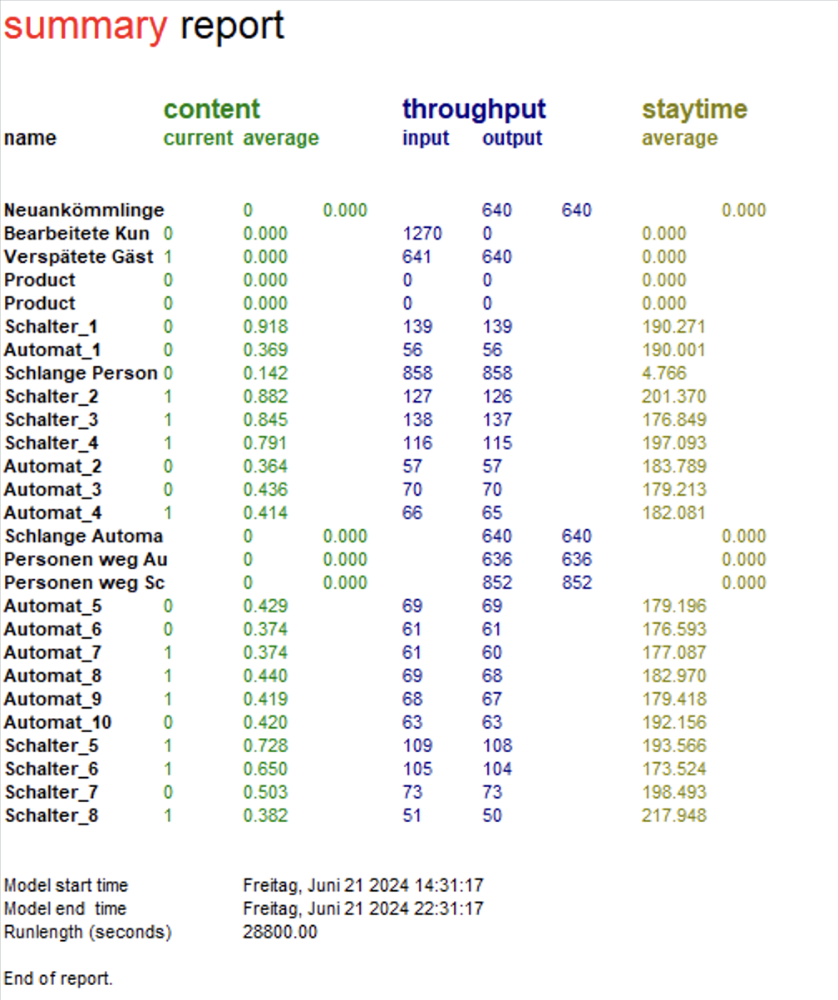 summary report
content throughput staytime
name current average input output average
Neuankömmlinge 0 0.000 640 640 0.000
Bearbeitete Kun 0 0.000 1270 0 0.000
Verspätete Gäst 1 0.000 641 640 0.000
Product 0 0.000 0 0 0.000
Product 0 0.000 0 0 0.000
Schalter_1 0 0.918 139 139 190.271
Automat_1 0 0.369 56 56 190.001
Schlange Person 0 0.142 858 858 4.766
Schalter_2 1 0.882 127 126 201.370
Schalter_3 1 0.845 138 137 176.849
Schalter_4 1 0.791 116 115 197.093
Automat_2 0 0.364 57 57 183.789
Automat_3 0 0.436 70 70 179.213
Automat_4 1 0.414 66 65 182.081
Schlange Automa 0 0.000 640 640 0.000
Personen weg Au 0 0.000 636 636 0.000
Personen weg Sc 0 0.000 852 852 0.000
Automat_5 0 0.429 69 69 179.196
Automat_6 0 0.374 61 61 176.593
Automat_7 1 0.374 61 60 177.087
Automat_8 1 0.440 69 68 182.970
Automat_9 1 0.419 68 67 179.418
Automat_10 0 0.420 63 63 192.156
Schalter_5 1 0.728 109 108 193.566
Schalter_6 1 0.650 105 104 173.524
Schalter_7 0 0.503 73 73 198.493
Schalter_8 1 0.382 51 50 217.948
Model start time Freitag, Juni 21 2024 14:31:17
Model end time Freitag, Juni 21 2024 22:31:17
Runlength (seconds) 28800.00
End of report.